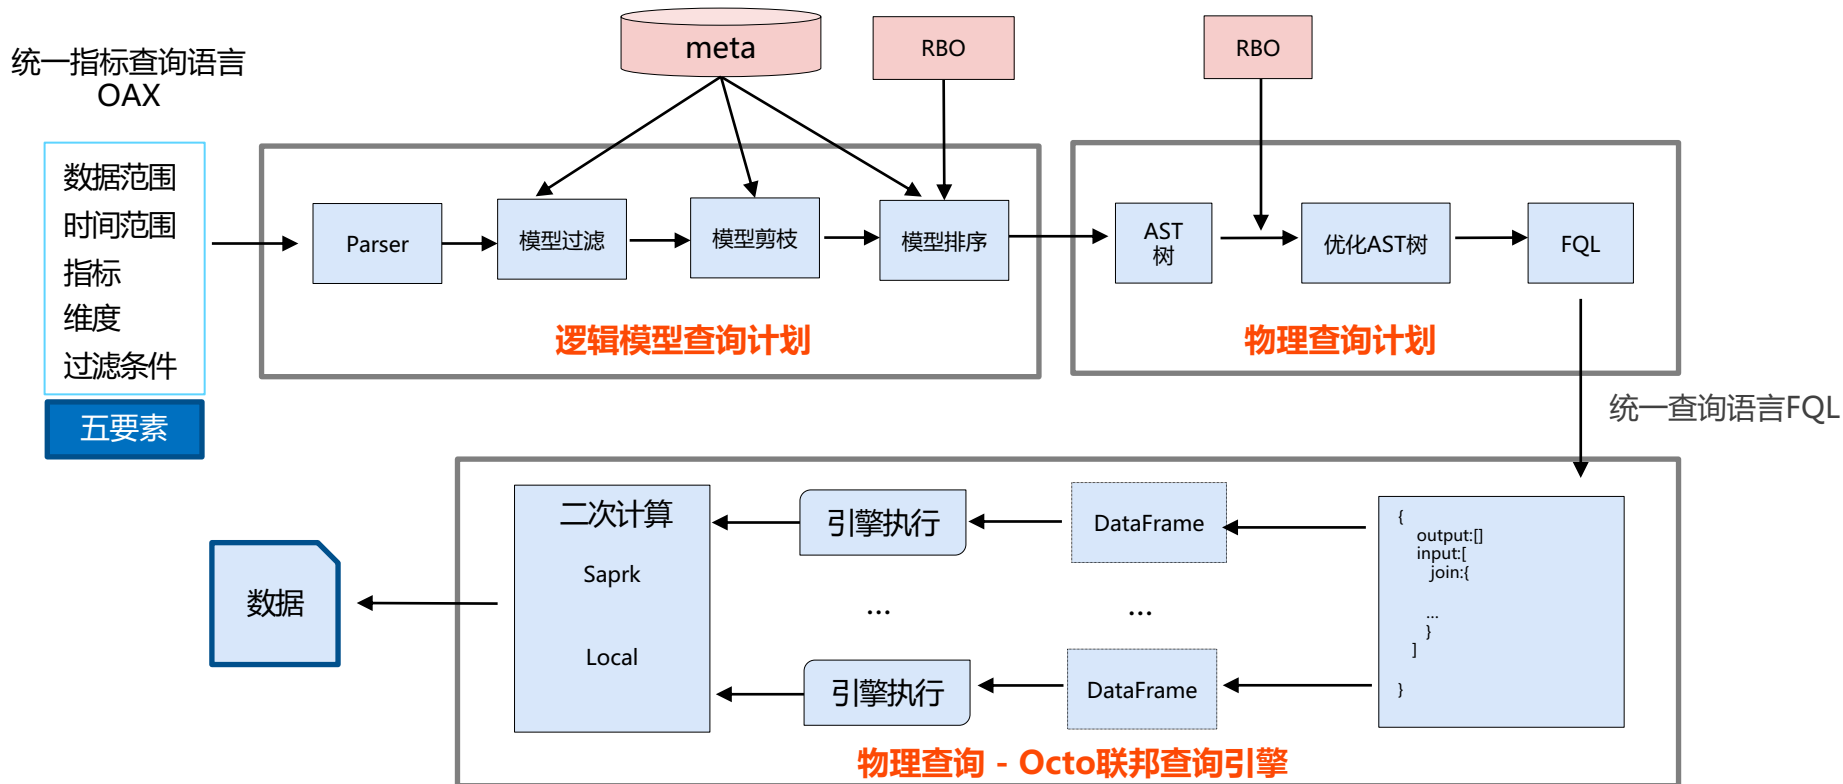 统一指标查询语言
OAX
meta
RBO
RBO
数据范围
时间范围
指标
维度
过滤条件
五要素
Parser
模型过滤
模型剪枝
模型排序
逻辑模型查询计划
AST
树
优化AST树
FQL
物理查询计划
统一查询语言FQL
{
output:[]
input:[
join:{
...
}
]
}
DataFrame
...
DataFrame
引擎执行
...
引擎执行
二次计算
Saprk
Local
数据
物理查询 - Octo联邦查询引擎